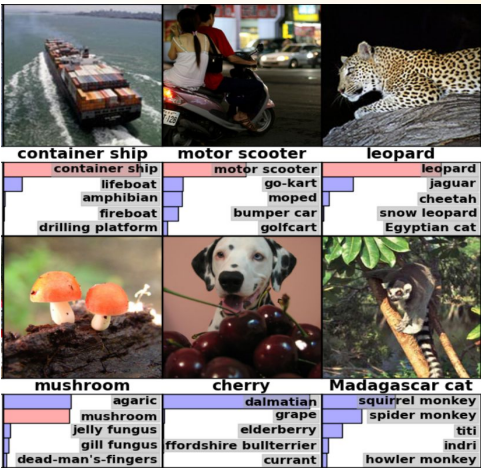 container ship
motor scooter
leopard
container ship
lifeboat
amphibian
fireboat
drilling platform
motor scooter
go-kart
moped
bumper car
golfcart
leopard
jaguar
cheetah
snow leopard
Egyptian cat
mushroom
cherry
Madagascar cat
agaric
mushroom
jelly fungus
gill fungus
dead-man's-fingers
dalmatian
grape
elderberry
ffordshire bullterrier
currant
squirrel monkey
spider monkey
titi
indri
howler monkey